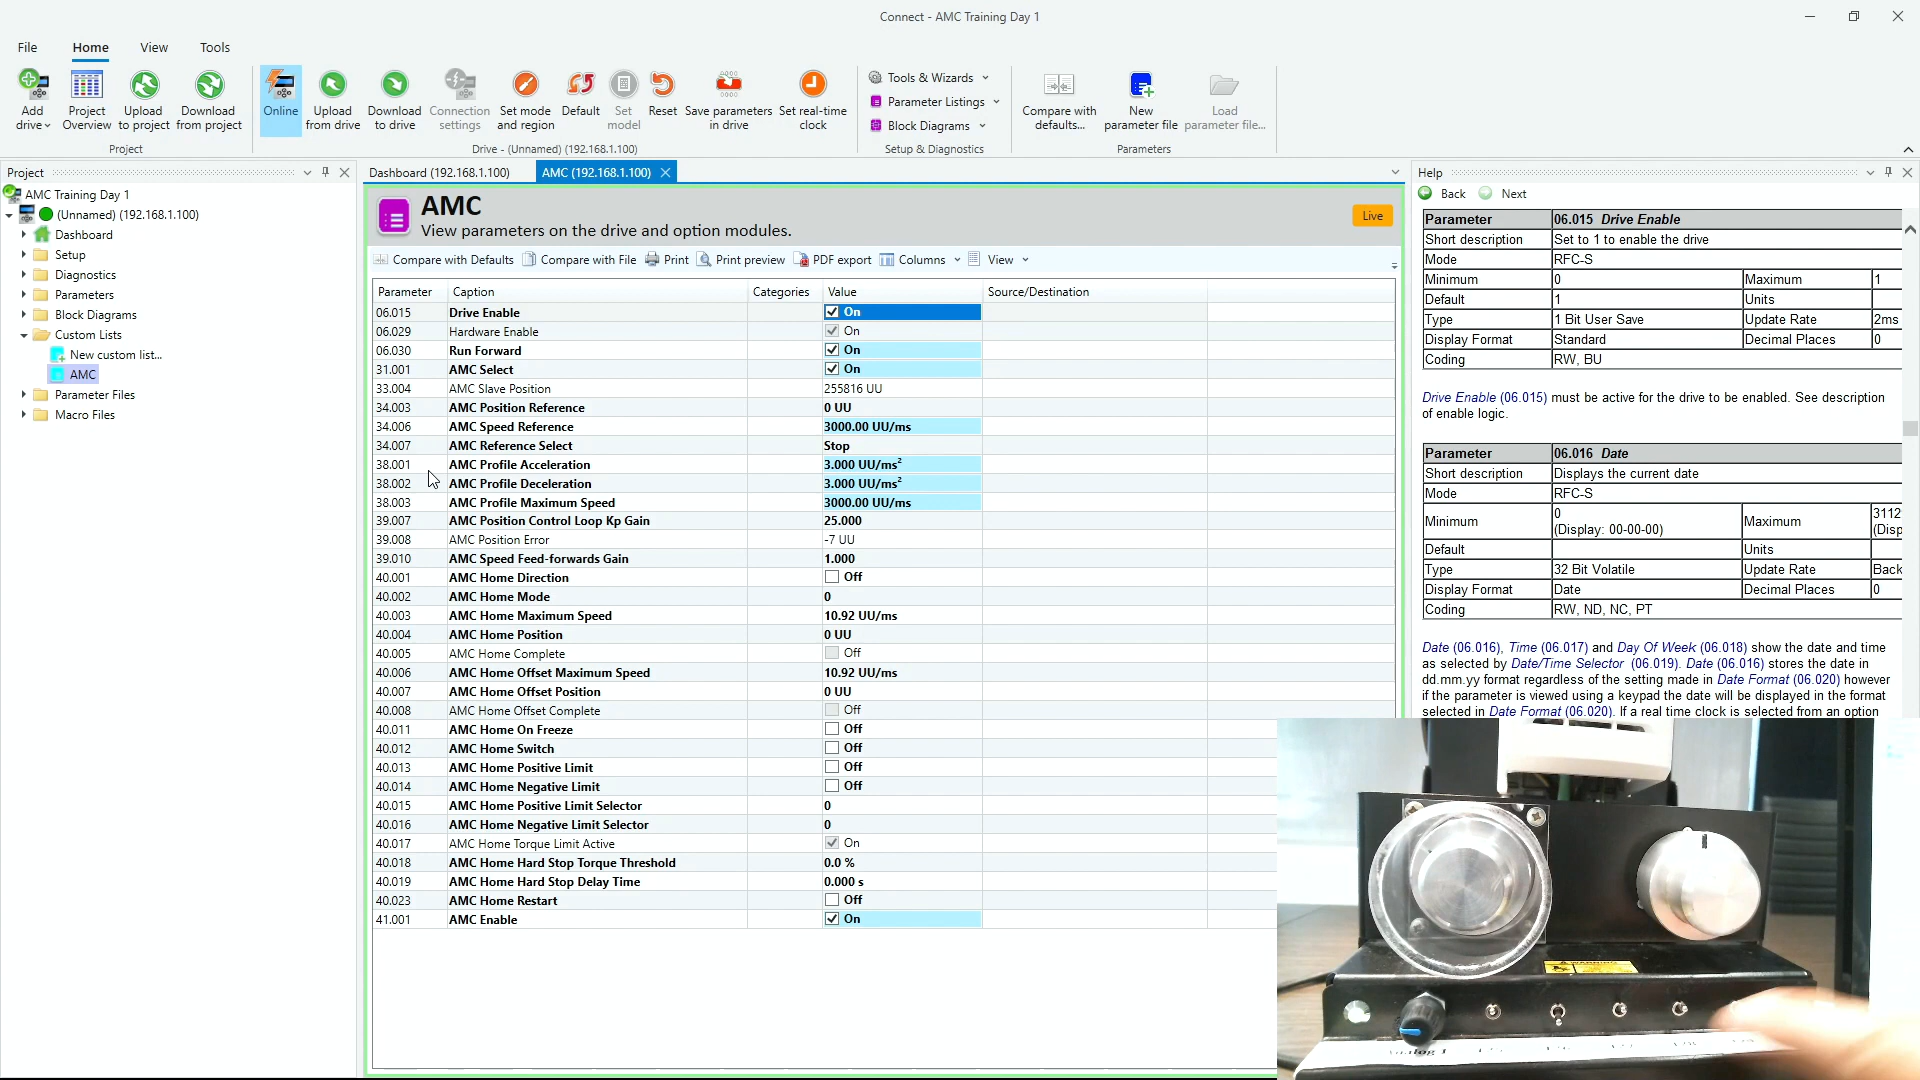 Connect - AMC Training Day 1
File
Home
View
Tools
Add drive
Project Overview
Upload to project
Download from project
Online
Upload from drive
Download to drive
Connection settings
Set mode and region
Default
Set model
Reset
Save parameters in drive
Set real-time clock
Tools & Wizards
Parameter Listings
Block Diagrams
Compare with defaults...
New parameter file
Load parameter file...
Project
Drive - (Unnamed) (192.168.1.100)
Setup & Diagnostics
Parameters
Project
AMC Training Day 1
(Unnamed) (192.168.1.100)
Dashboard
Setup
Diagnostics
Parameters
Block Diagrams
Custom Lists
New custom list...
AMC
Parameter Files
Macro Files
Dashboard (192.168.1.100)
AMC (192.168.1.100)
AMC
View parameters on the drive and option modules.
Live
Compare with Defaults
Compare with File
Print
Print preview
PDF export
Columns
View
Parameter Caption Categories Value Source/Destination
06.015 Drive Enable On
06.029 Hardware Enable On
06.030 Run Forward On
31.001 AMC Select On
33.004 AMC Slave Position 255816 UU
34.003 AMC Position Reference 0 UU
34.006 AMC Speed Reference 3000.00 UU/ms
34.007 AMC Reference Select Stop
38.001 AMC Profile Acceleration 3.000 UU/ms²
38.002 AMC Profile Deceleration 3.000 UU/ms²
38.003 AMC Profile Maximum Speed 3000.00 UU/ms
39.007 AMC Position Control Loop Kp Gain 25.000
39.008 AMC Position Error -7 UU
39.010 AMC Speed Feed-forwards Gain 1.000
40.001 AMC Home Direction Off
40.002 AMC Home Mode 0
40.003 AMC Home Maximum Speed 10.92 UU/ms
40.004 AMC Home Position 0 UU
40.005 AMC Home Complete Off
40.006 AMC Home Offset Maximum Speed 10.92 UU/ms
40.007 AMC Home Offset Position 0 UU
40.008 AMC Home Offset Complete Off
40.011 AMC Home On Freeze Off
40.012 AMC Home Switch Off
40.013 AMC Home Positive Limit Off
40.014 AMC Home Negative Limit Off
40.015 AMC Home Positive Limit Selector 0
40.016 AMC Home Negative Limit Selector 0
40.017 AMC Home Torque Limit Active On
40.018 AMC Home Hard Stop Torque Threshold 0.0 %
40.019 AMC Home Hard Stop Delay Time 0.000 s
40.023 AMC Home Restart Off
41.001 AMC Enable On
Help
Back
Next
Parameter 06.015 Drive Enable
Short description Set to 1 to enable the drive
Mode RFC-S
Minimum 0 Maximum 1
Default 1 Units
Type 1 Bit User Save Update Rate 2ms
Display Format Standard Decimal Places 0
Coding RW, BU
Drive Enable (06.015) must be active for the drive to be enabled. See description
of enable logic.
Parameter 06.016 Date
Short description Displays the current date
Mode RFC-S
Minimum 0 (Display: 00-00-00) Maximum 3112 (Disp
Default Units
Type 32 Bit Volatile Update Rate Back
Display Format Date Decimal Places 0
Coding RW, ND, NC, PT
Date (06.016), Time (06.017) and Day Of Week (06.018) show the date and time
as selected by Date/Time Selector (06.019). Date (06.016) stores the date in
dd.mm.yy format regardless of the setting made in Date Format (06.020) however
if the parameter is viewed using a keypad the date will be displayed in the format
selected in Date Format (06.020). If a real time clock is selected from an option
WARNING